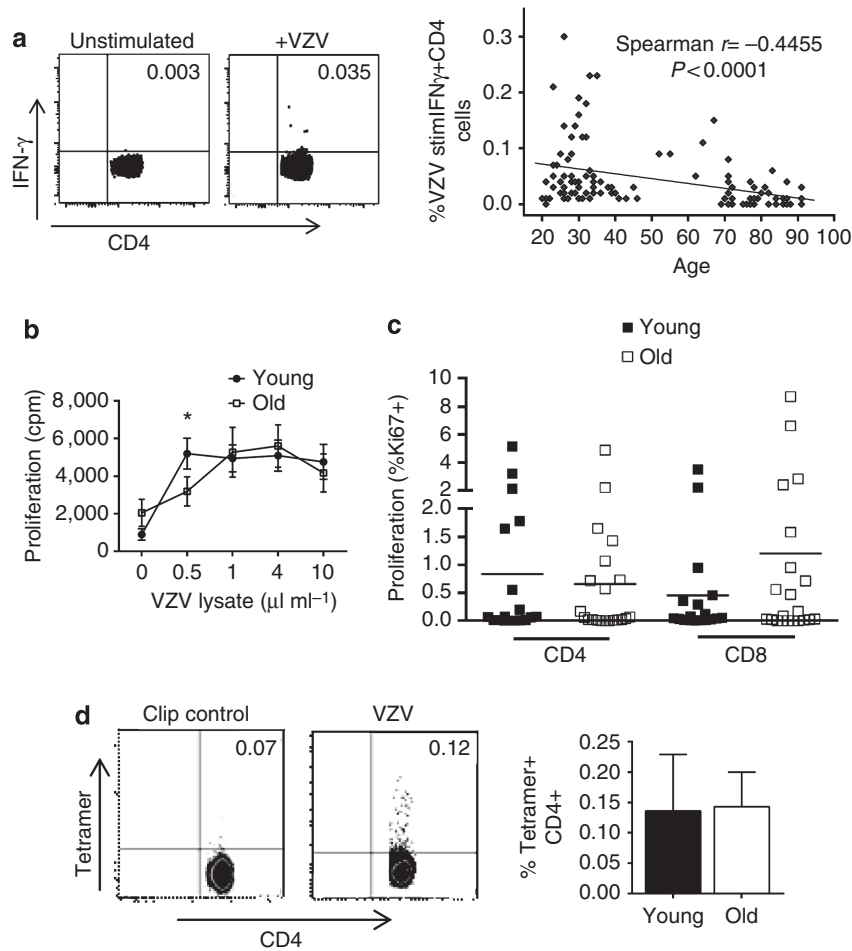 a
Unstimulated
+VZV
0.003
0.035
IFN-γ
CD4
%VZV stimIFNγ+CD4
cells
0.3
0.2
0.1
0.0
Spearman r= –0.4455
P<0.0001
20 30 40 50 60 70 80 90 100
Age
b
Young
Old
Proliferation (cpm)
8,000
6,000
4,000
2,000
0
*
0 0.5 1 4 10
VZV lysate (μl ml–1)
c
Young
Old
Proliferation (%Ki67+)
10
8
6
4
2
2.0
1.5
1.0
0.5
0.0
CD4
CD8
d
Clip control
VZV
0.07
0.12
Tetramer
CD4
% Tetramer+
CD4+
0.25
0.20
0.15
0.10
0.05
0.00
Young Old